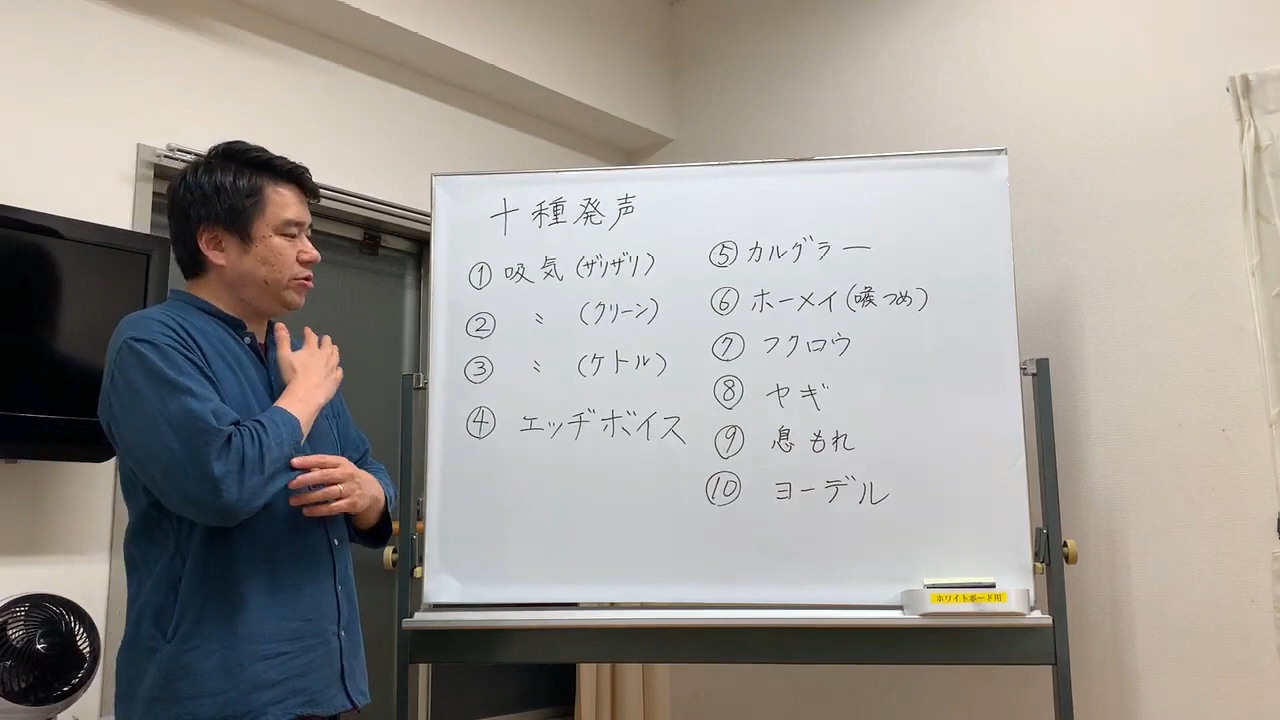 十種発声
① 吸気 (ザリザリ)
② 〃 (クリーン)
③ 〃 (ケトル)
④ エッヂボイス
⑤ カルグラー
⑥ ホーメイ (喉つめ)
⑦ フクロウ
⑧ ヤギ
⑨ 息もれ
⑩ ヨーデル
ホワイトボード用